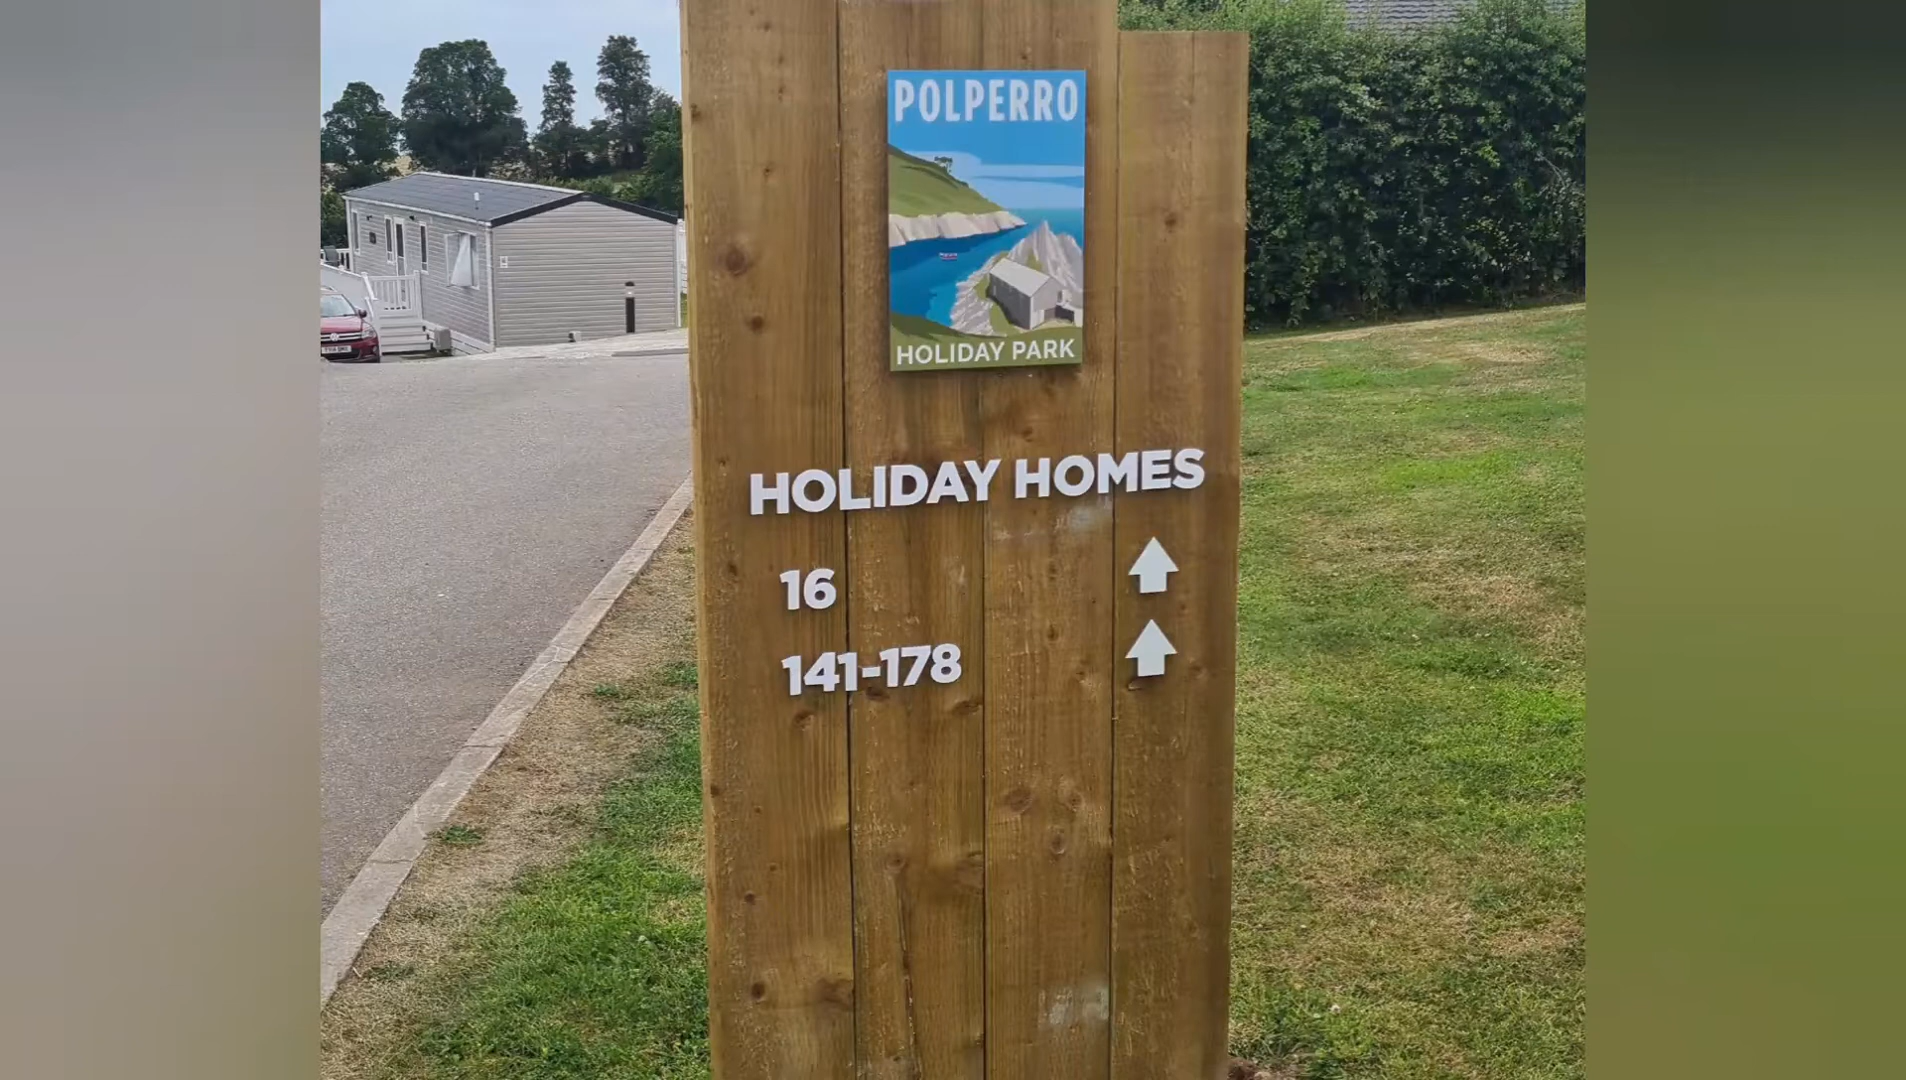 POLPERRO
HOLIDAY PARK
HOLIDAY HOMES
16
141-178